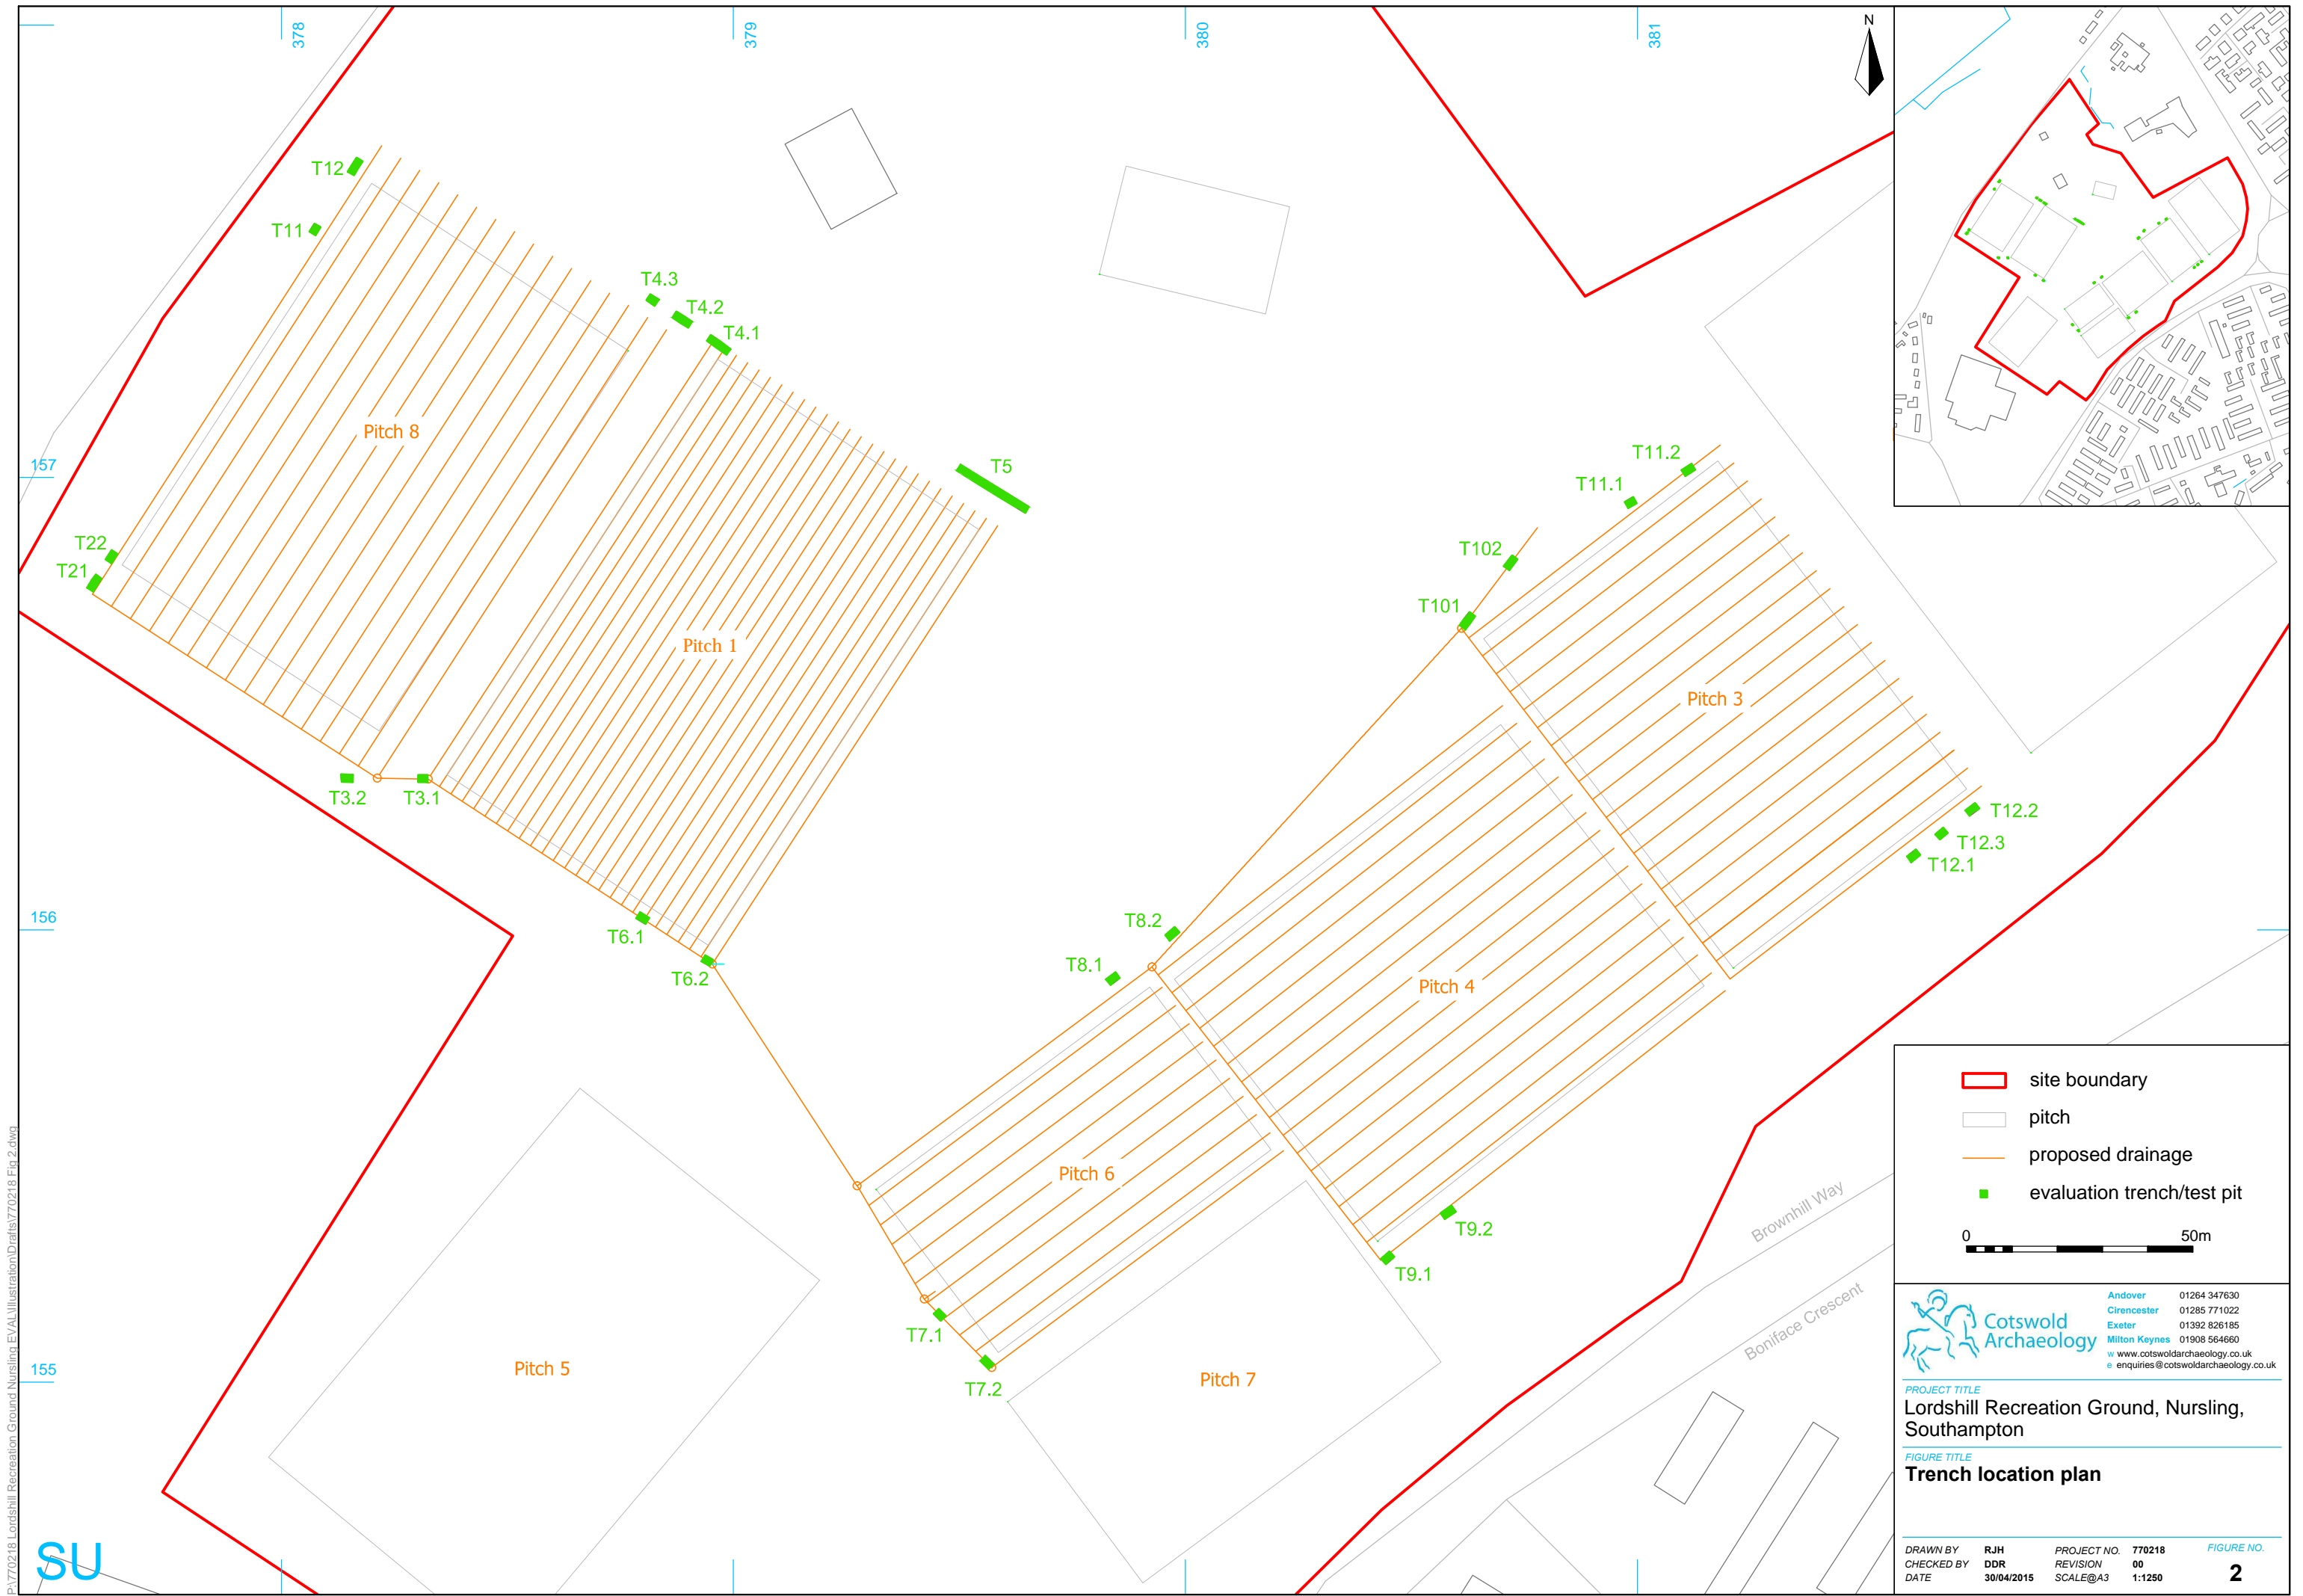 378
379
380
381
N
T12
T11
T4.3
T4.2
T4.1
Pitch 8
157
T5
T11.2
T11.1
T22
T21
T102
T101
Pitch 1
Pitch 3
T3.2
T3.1
T12.2
T12.3
T12.1
156
T6.1
T8.2
T6.2
T8.1
Pitch 4
site boundary
pitch
proposed drainage
evaluation trench/test pit
0 50m
Pitch 6
Brownhill Way
T9.2
T9.1
Boniface Crescent
T7.1
155
Pitch 5
T7.2
Pitch 7
Cotswold
Archaeology
Andover 01264 347630
Cirencester 01285 771022
Exeter 01392 826185
Milton Keynes 01908 564660
w www.cotswoldarchaeology.co.uk
e enquiries@cotswoldarchaeology.co.uk
PROJECT TITLE
Lordshill Recreation Ground, Nursling,
Southampton
FIGURE TITLE
Trench location plan
SU
DRAWN BY RJH PROJECT NO. 770218 FIGURE NO.
CHECKED BY DDR REVISION 00
DATE 30/04/2015 SCALE@A3 1:1250 2
P:\770218 Lordshill Recreation Ground Nursling EVAL\Illustration\Drafts\770218 Fig 2.dwg